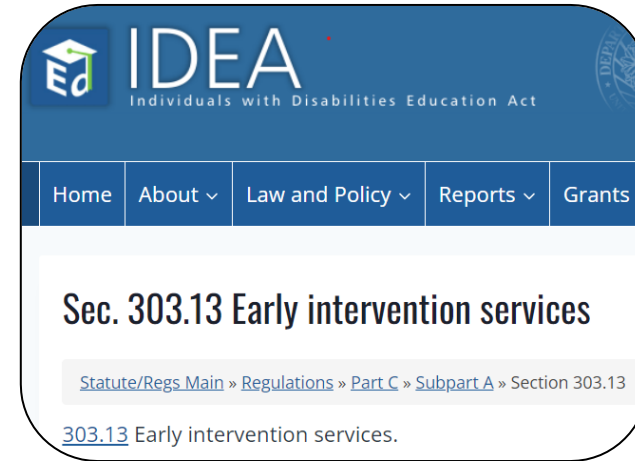 Ed IDEA
Individuals with Disabilities Education Act
Home About Law and Policy Reports Grants
Sec. 303.13 Early intervention services
Statute/Regs Main » Regulations » Part C » Subpart A » Section 303.13
303.13 Early intervention services.